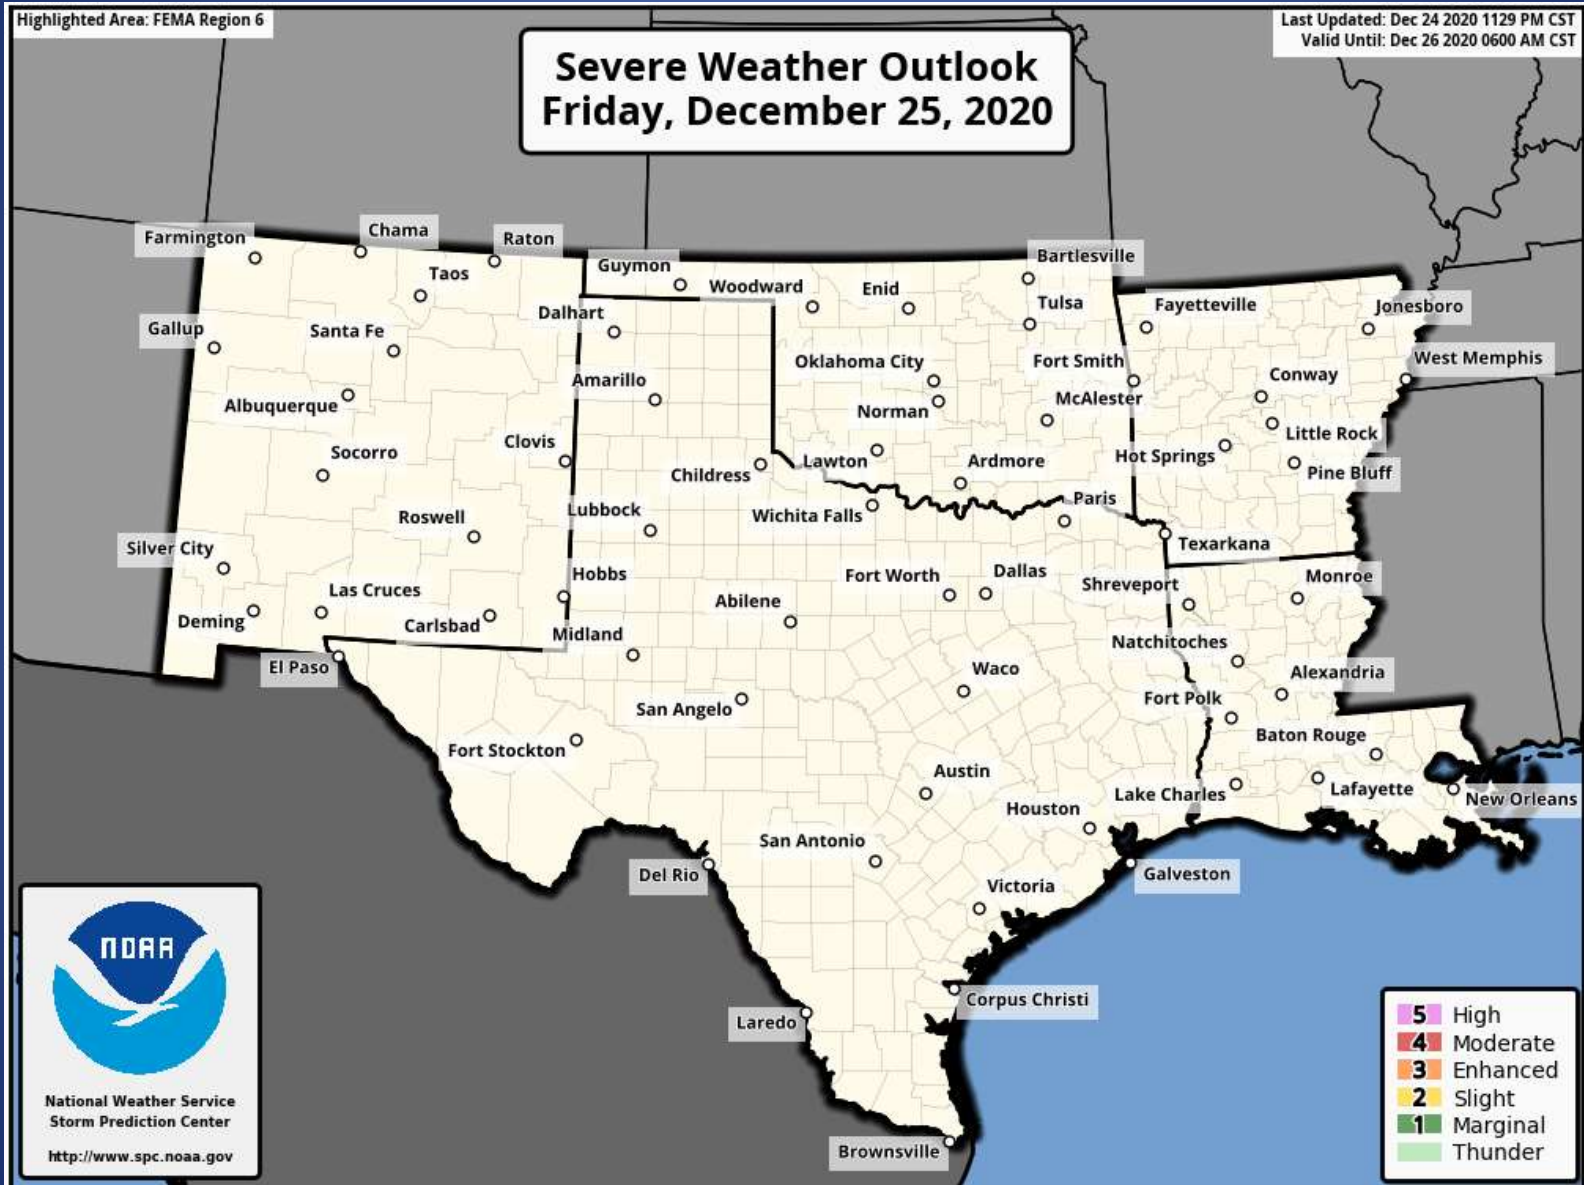 Highlighted Area: FEMA Region 6
Last Updated: Dec 24 2020 1129 PM CST
Valid Until: Dec 26 2020 0600 AM CST
Severe Weather Outlook
Friday, December 25, 2020
Farmington
Chama
Raton
Taos
Guymon
Woodward
Enid
Bartlesville
Tulsa
Fayetteville
Jonesboro
Gallup
Santa Fe
Dalhart
Oklahoma City
Fort Smith
Conway
West Memphis
Albuquerque
Amarillo
Norman
McAlester
Little Rock
Socorro
Clovis
Childress
Lawton
Ardmore
Hot Springs
Pine Bluff
Roswell
Lubbock
Wichita Falls
Paris
Texarkana
Silver City
Las Cruces
Hobbs
Abilene
Fort Worth
Dallas
Shreveport
Monroe
Deming
Carlsbad
Midland
Natchitoches
El Paso
San Angelo
Waco
Alexandria
Fort Polk
Fort Stockton
Baton Rouge
Austin
Houston
Lake Charles
Lafayette
New Orleans
San Antonio
Del Rio
Victoria
Galveston
Corpus Christi
Laredo
Brownsville
NOAA
National Weather Service
Storm Prediction Center
http://www.spc.noaa.gov
5 High
4 Moderate
3 Enhanced
2 Slight
1 Marginal
Thunder